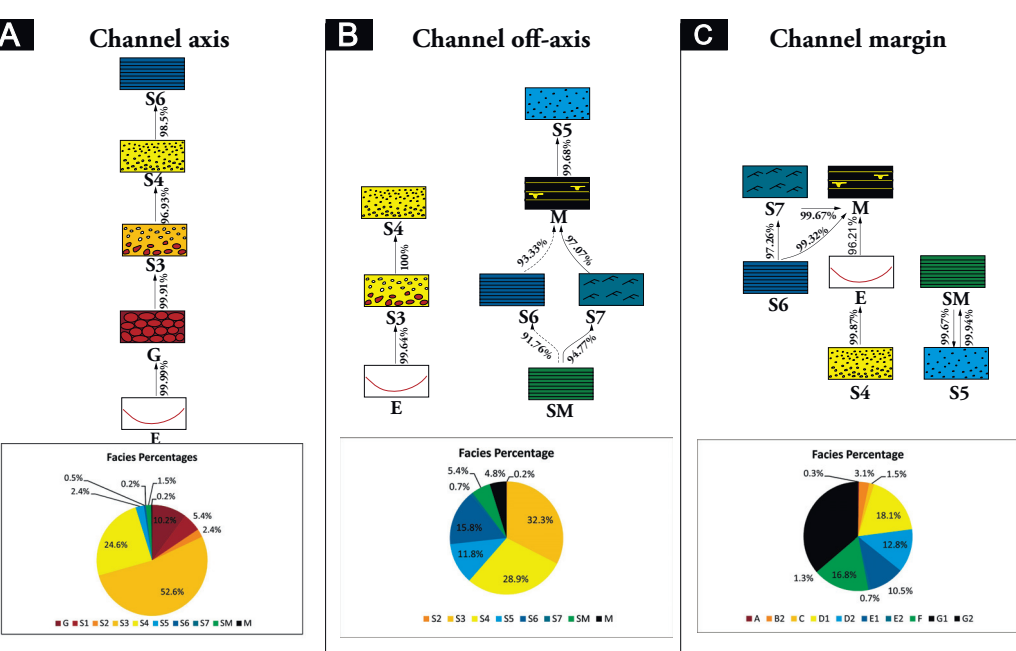 A
Channel axis
S6
98.5%
S4
96.93%
S3
99.91%
G
99.99%
E
Facies Percentages
0.5%
2.4%
0.2%
1.5%
0.2%
10.2%
5.4%
2.4%
24.6%
52.6%
G S1 S2 S3 S4 S5 S6 S7 SM M
B
Channel off-axis
S5
99.68%
M
93.33%
97.07%
S4
100%
S3
99.64%
E
S6
S7
91.76%
94.77%
SM
Facies Percentage
5.4%
4.8%
0.2%
0.7%
15.8%
32.3%
11.8%
28.9%
S2 S3 S4 S5 S6 S7 SM M
C
Channel margin
S7
M
99.67%
97.26%
99.32%
96.21%
S6
E
SM
99.87%
99.67%
99.94%
S4
S5
Facies Percentage
0.3%
3.1%
1.5%
18.1%
12.8%
1.3%
16.8%
10.5%
0.7%
A B2 C D1 D2 E1 E2 F G1 G2